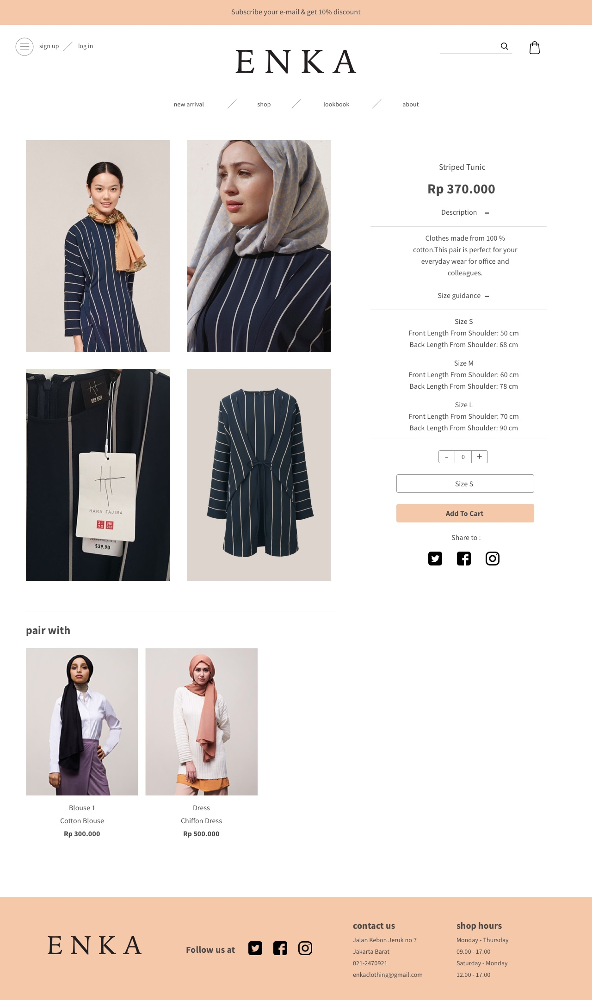 Subscribe your e-mail & get 10% discount
sign up
log in
ENKA
new arrival
shop
lookbook
about
Striped Tunic
Rp 370.000
Description -
Clothes made from 100 %
cotton.This pair is perfect for your
everyday wear for office and
colleagues.
Size guidance -
Size S
Front Length From Shoulder: 50 cm
Back Length From Shoulder: 68 cm
Size M
Front Length From Shoulder: 60 cm
Back Length From Shoulder: 78 cm
Size L
Front Length From Shoulder: 70 cm
Back Length From Shoulder: 90 cm
- 0 +
Size S
Add To Cart
Share to :
HANA TAJIMA
ユニ
クロ
UNI
QLO
$39.90
pair with
Blouse 1
Cotton Blouse
Rp 300.000
Dress
Chiffon Dress
Rp 500.000
ENKA
Follow us at
contact us
Jalan Kebon Jeruk no 7
Jakarta Barat
021-2470921
enkaclothing@gmail.com
shop hours
Monday - Thursday
09.00 - 17.00
Saturday - Monday
12.00 - 17.00